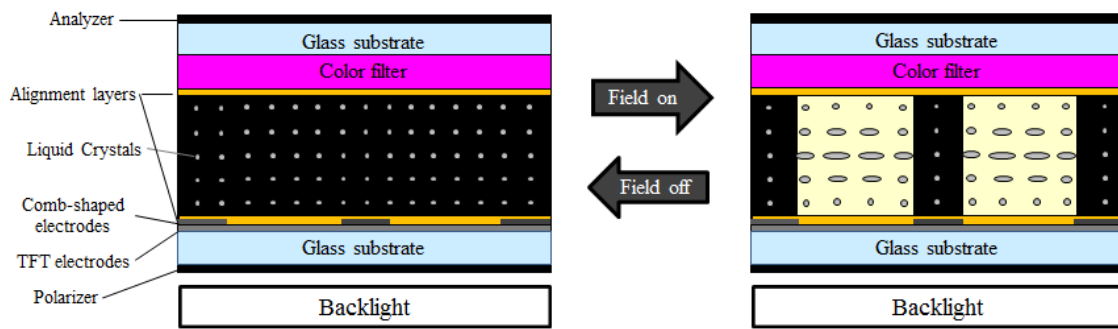 Analyzer
Glass substrate
Color filter
Alignment layers
Liquid Crystals
Comb-shaped
electrodes
TFT electrodes
Glass substrate
Polarizer
Backlight
Field on
Field off
Glass substrate
Color filter
Glass substrate
Backlight